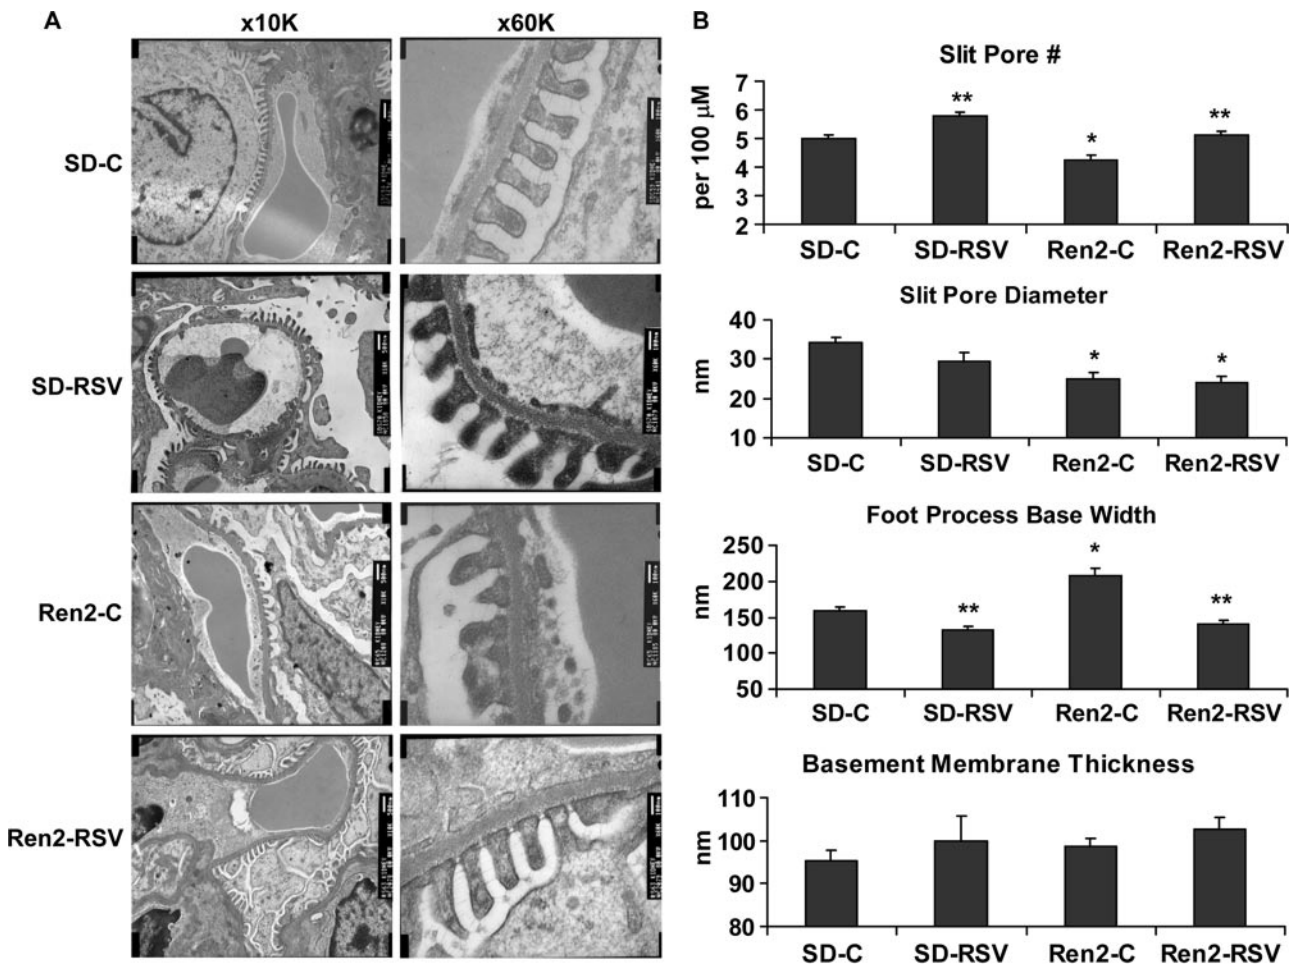 A
x10K
x60K
SD-C
SD-RSV
Ren2-C
Ren2-RSV
B
Slit Pore #
per 100 µM
7
6
5
4
3
2
**
*
**
SD-C SD-RSV Ren2-C Ren2-RSV
Slit Pore Diameter
nm
40
30
20
10
*
*
SD-C SD-RSV Ren2-C Ren2-RSV
Foot Process Base Width
nm
250
200
150
100
50
**
*
**
SD-C SD-RSV Ren2-C Ren2-RSV
Basement Membrane Thickness
nm
110
100
90
80
SD-C SD-RSV Ren2-C Ren2-RSV